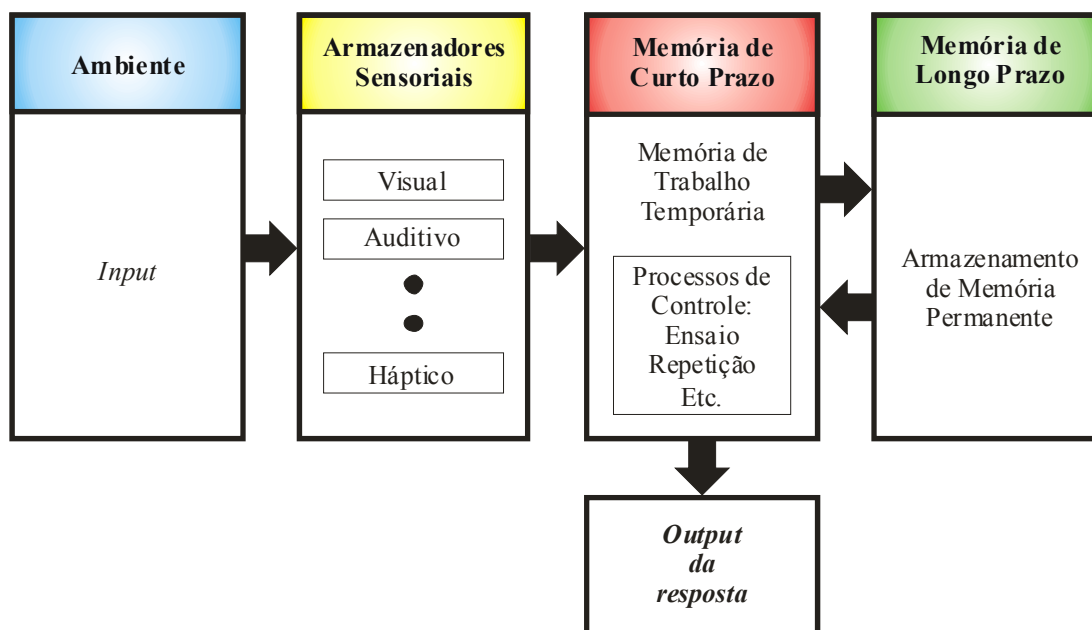 Ambiente
Input
Armazenadores
Sensoriais
Visual
Auditivo
Háptico
Memória de
Curto Prazo
Memória de
Trabalho
Temporária
Processos de
Controle:
Ensaio
Repetição
Etc.
Memória de
Longo Prazo
Armazenamento
de Memória
Permanente
Output
da
resposta